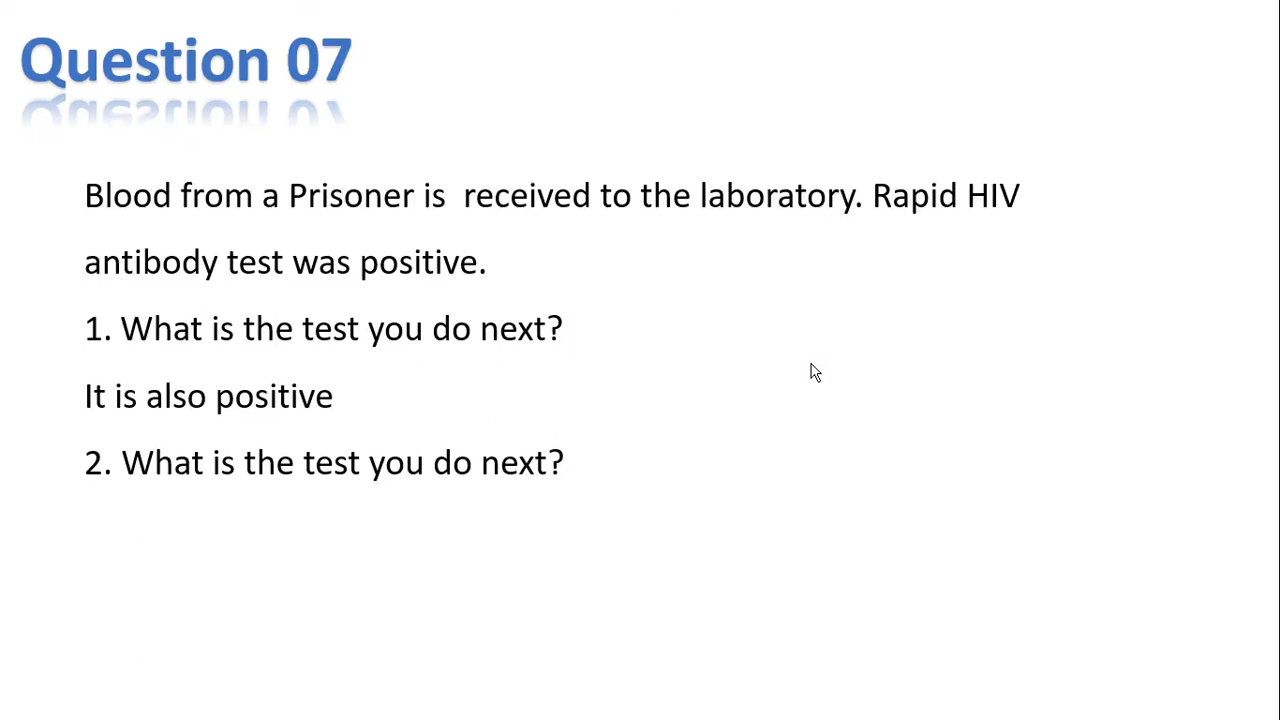 Question 07
Blood from a Prisoner is  received to the laboratory. Rapid HIV
antibody test was positive.
1. What is the test you do next?
It is also positive
2. What is the test you do next?